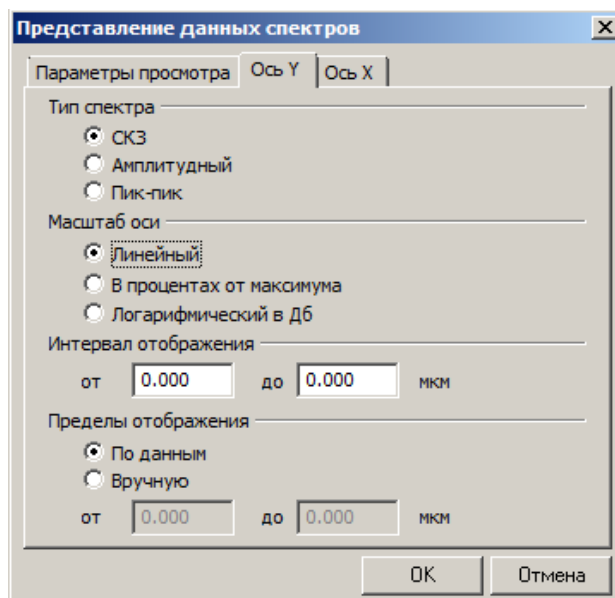 Представление данных спектров
Параметры просмотра Ось Y Ось X
Тип спектра
СКЗ
Амплитудный
Пик-пик
Масштаб оси
Линейный
В процентах от максимума
Логарифмический в Дб
Интервал отображения
от 0.000 до 0.000 мкм
Пределы отображения
По данным
Вручную
от 0.000 до 0.000 мкм
OK Отмена